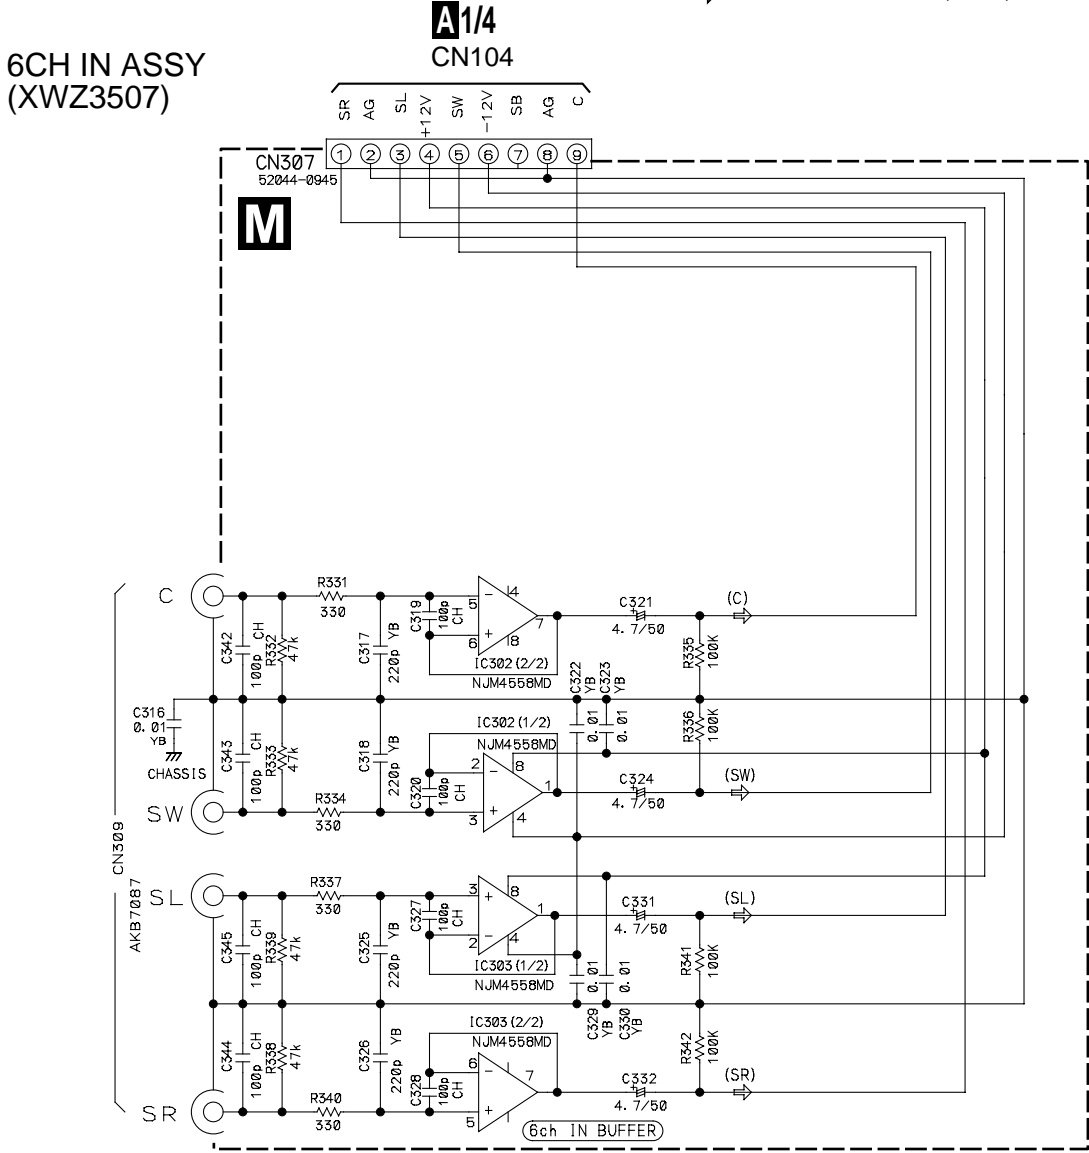 A 1/4
CN104
6CH IN ASSY
(XWZ3507)
SR AG SL +12V SW -12V SB AG C
CN307 1 2 3 4 5 6 7 8 9
52044-0945
M
C
R331
330
C342
100p CH
R332
47k
C317
220p YB
C319
100p
CH
5 - 4
6 + 8
7
IC302(2/2)
NJM4558MD
C321
+
4.7/50
(C)
R335
100K
C322
YB
0.01
C323
YB
0.01
C316
0.01
YB
CHASSIS
C343
100p CH
R333
47k
C318
220p YB
C320
100p
CH
IC302(1/2)
NJM4558MD
2 - 8
3 + 4
1
R336
100K
C324
+
4.7/50
(SW)
SW
R334
330
CN309
AKB7087
SL
R337
330
C345
100p CH
R339
47k
C325
220p YB
C327
100p
CH
3 + 8
2 - 4
1
IC303(1/2)
NJM4558MD
C331
+
4.7/50
(SL)
R341
100K
0.01
C329
YB
0.01
C330
YB
C344
100p CH
R338
47k
C326
220p YB
C328
100p
CH
IC303(2/2)
NJM4558MD
6 -
5 +
7
R342
100K
C332
+
4.7/50
(SR)
SR
R340
330
6ch IN BUFFER